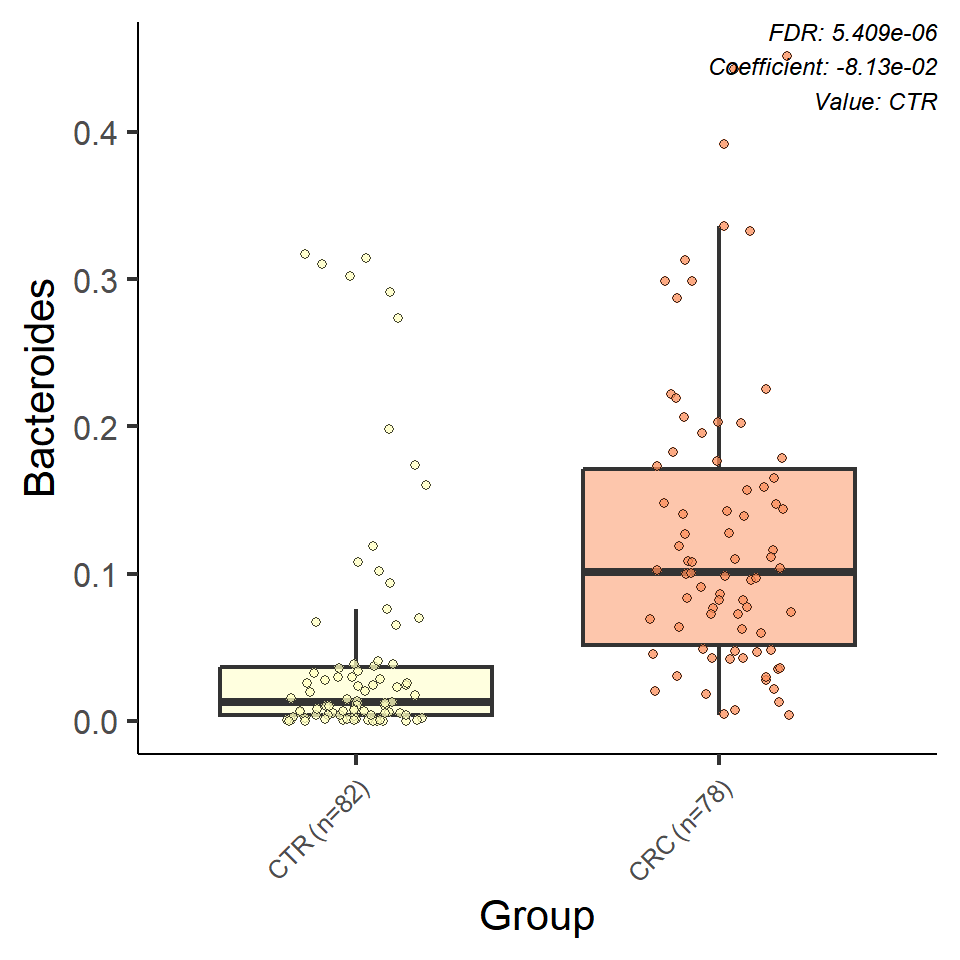 FDR: 5.409e-06
Coefficient: -8.13e-02
Value: CTR
Bacteroides
0.4
0.3
0.2
0.1
0.0
CTR (n=82)
CRC (n=78)
Group